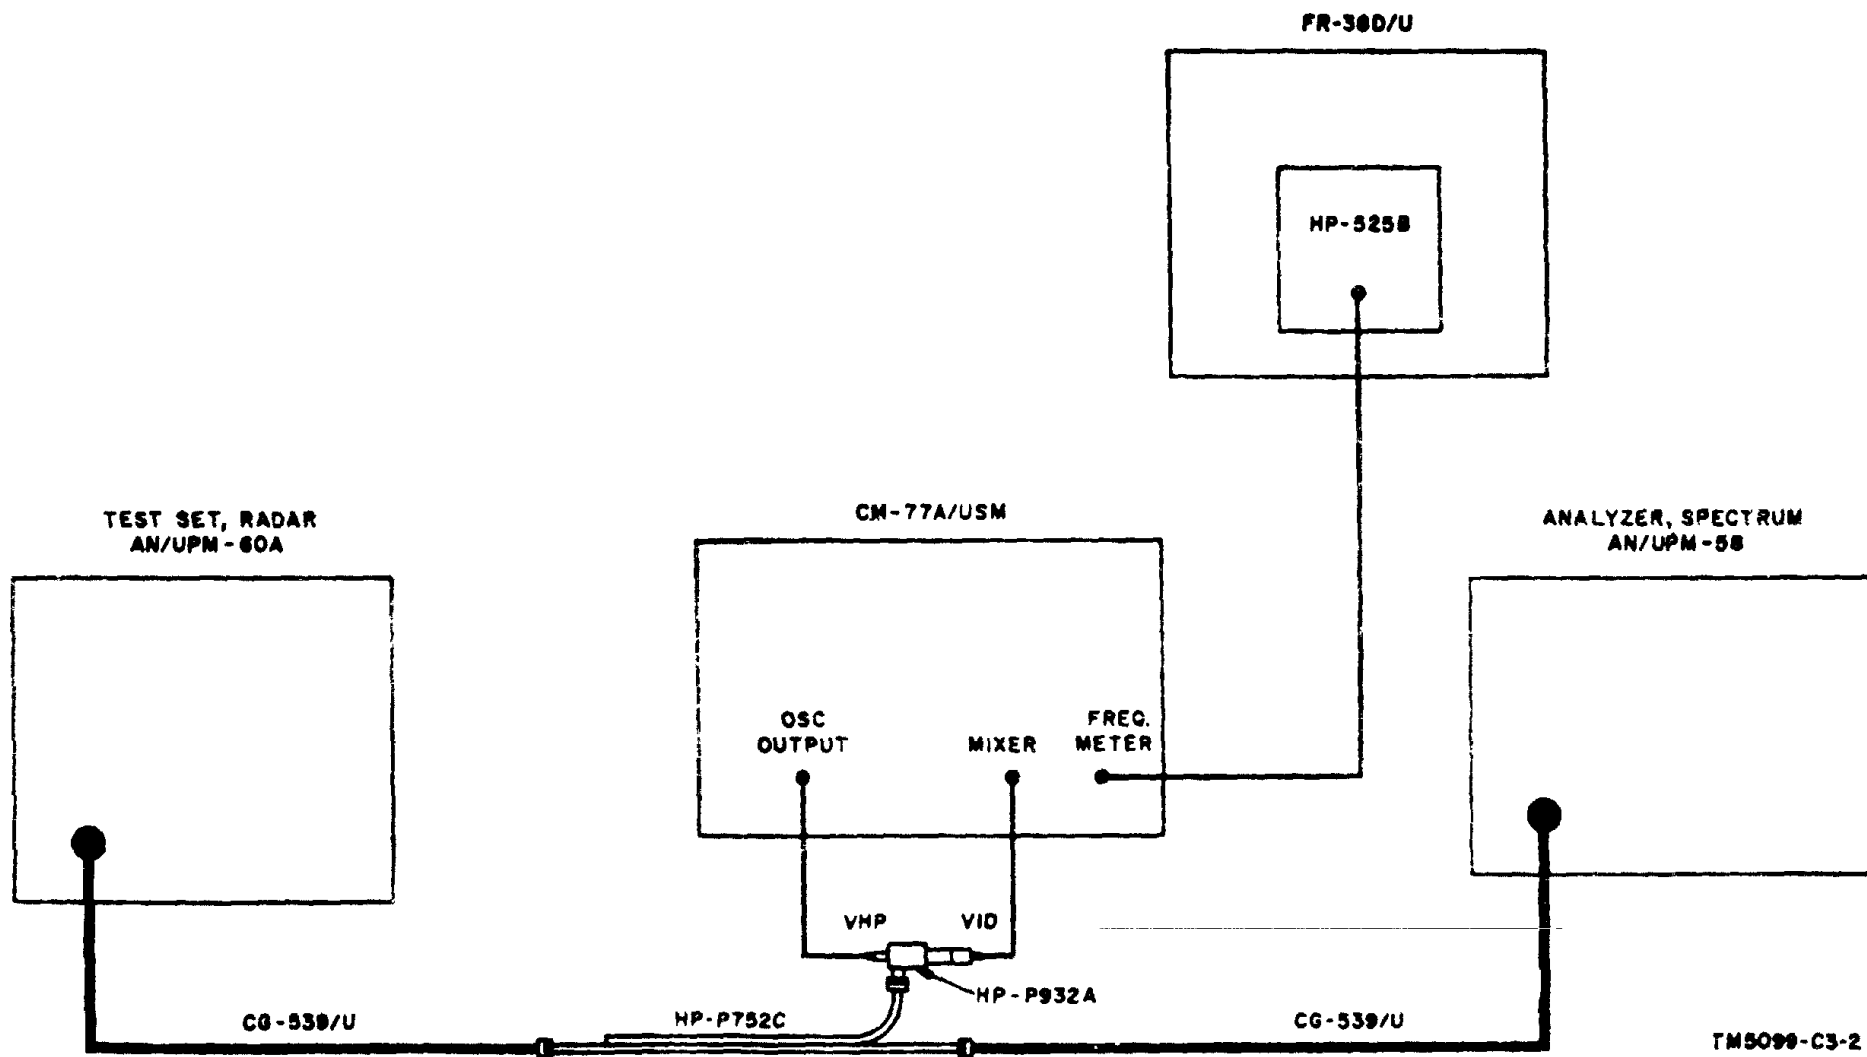 FR-38D/U
HP-525B
TEST SET, RADAR
AN/UPM-60A
CM-77A/USM
ANALYZER, SPECTRUM
AN/UPM-58
OSC
OUTPUT
MIXER
FREQ.
METER
VHP
VID
HP-P932A
CG-539/U
HP-P752C
CG-539/U
TM5099-C3-2